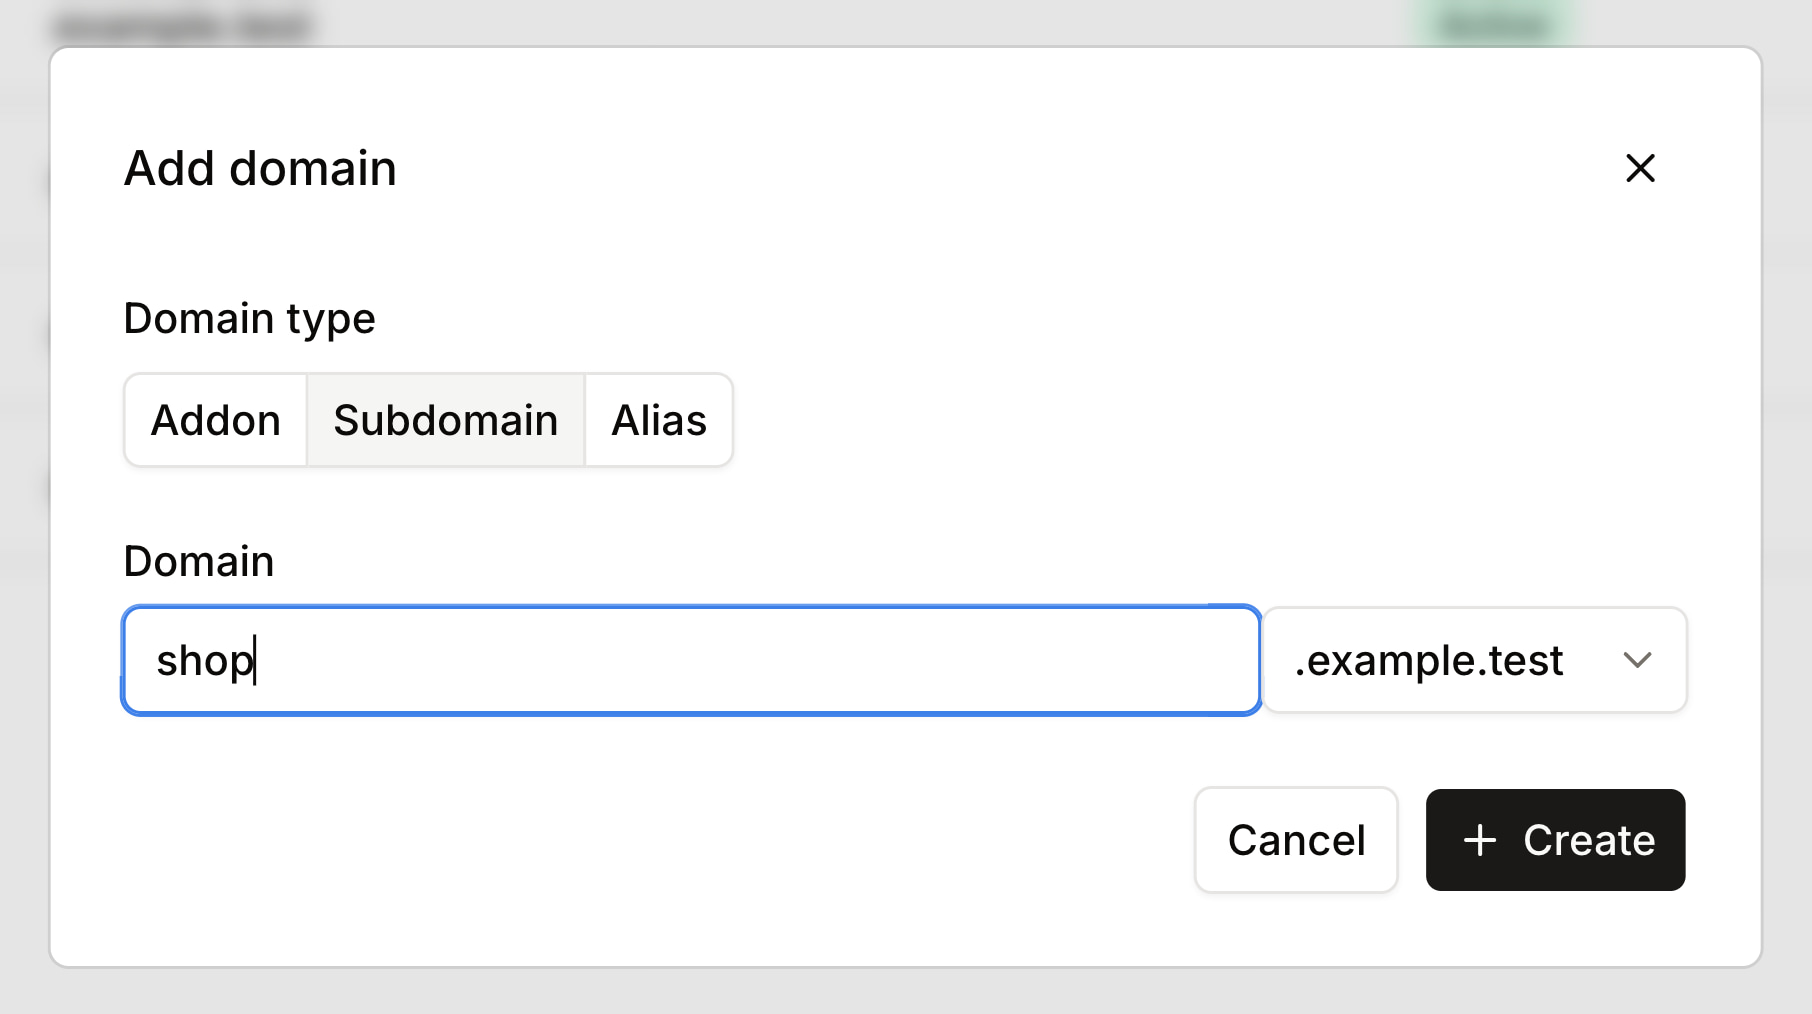 Add domain
Domain type
Addon Subdomain Alias
Domain
shop .example.test
Cancel Create